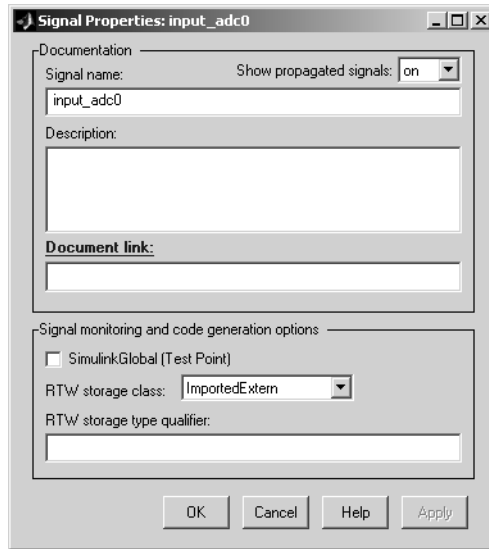 Signal Properties: input_adc0
Documentation
Signal name:
Show propagated signals: on
input_adc0
Description:
Document link:
Signal monitoring and code generation options
SimulinkGlobal (Test Point)
RTW storage class: ImportedExtern
RTW storage type qualifier:
OK Cancel Help Apply